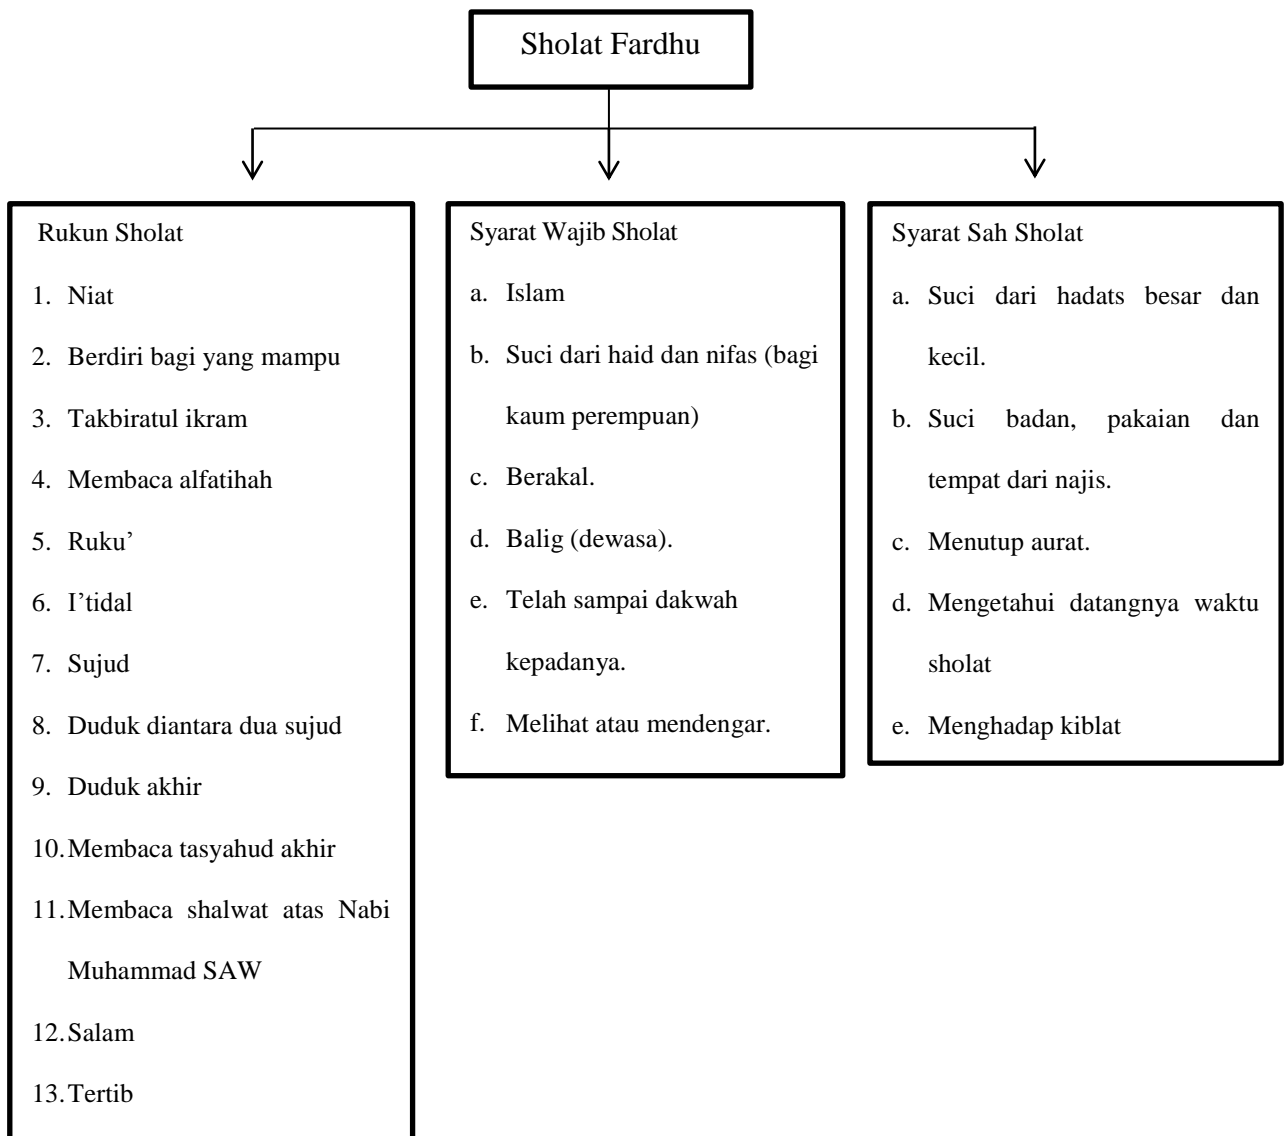 Sholat Fardhu
Rukun Sholat
1. Niat
2. Berdiri bagi yang mampu
3. Takbiratul ikram
4. Membaca alfatihah
5. Ruku’
6. I’tidal
7. Sujud
8. Duduk diantara dua sujud
9. Duduk akhir
10. Membaca tasyahud akhir
11. Membaca shalwat atas Nabi
Muhammad SAW
12. Salam
13. Tertib
Syarat Wajib Sholat
a. Islam
b. Suci dari haid dan nifas (bagi
kaum perempuan)
c. Berakal.
d. Balig (dewasa).
e. Telah sampai dakwah
kepadanya.
f. Melihat atau mendengar.
Syarat Sah Sholat
a. Suci dari hadats besar dan
kecil.
b. Suci badan, pakaian dan
tempat dari najis.
c. Menutup aurat.
d. Mengetahui datangnya waktu
sholat
e. Menghadap kiblat